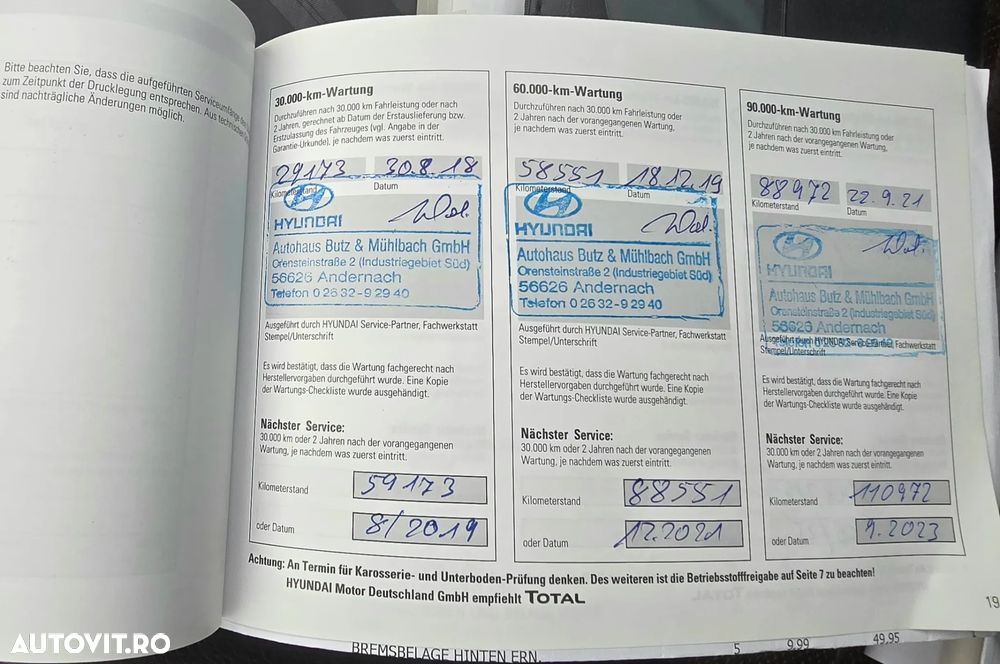 Bitte beachten Sie, dass die aufgeführten Serviceumfänge
zum Zeitpunkt der Drucklegung entsprechen. Aus technischen
sind nachträgliche Änderungen möglich.
30.000-km-Wartung
Durchzuführen nach 30.000 km Fahrleistung oder nach
2 Jahren, gerechnet ab Datum der Erstauslieferung bzw.
Erstzulassung des Fahrzeuges (vgl. Angabe in der
Garantie-Urkunde), je nachdem was zuerst eintritt.
29173 30.8.18
Kilometerstand Datum
HYUNDAI
Autohaus Butz & Mühlbach GmbH
Orensteinstraße 2 (Industriegebiet Süd)
56626 Andernach
Telefon 0 26 32 - 9 29 40
Ausgeführt durch HYUNDAI Service-Partner, Fachwerkstatt
Stempel/Unterschrift
Es wird bestätigt, dass die Wartung fachgerecht nach
Herstellervorgaben durchgeführt wurde. Eine Kopie
der Wartungs-Checkliste wurde ausgehändigt.
Nächster Service:
30.000 km oder 2 Jahren nach der vorangegangenen
Wartung, je nachdem was zuerst eintritt.
Kilometerstand 59173
oder Datum 8/2019
60.000-km-Wartung
Durchzuführen nach 30.000 km Fahrleistung oder
2 Jahren nach der vorangegangenen Wartung,
je nachdem was zuerst eintritt.
58551 18.12.19
Kilometerstand Datum
HYUNDAI
Autohaus Butz & Mühlbach GmbH
Orensteinstraße 2 (Industriegebiet Süd)
56626 Andernach
Telefon 0 26 32 - 9 29 40
Ausgeführt durch HYUNDAI Service-Partner, Fachwerkstatt
Stempel/Unterschrift
Es wird bestätigt, dass die Wartung fachgerecht nach
Herstellervorgaben durchgeführt wurde. Eine Kopie
der Wartungs-Checkliste wurde ausgehändigt.
Nächster Service:
30.000 km oder 2 Jahren nach der vorangegangenen
Wartung, je nachdem was zuerst eintritt.
Kilometerstand 88551
oder Datum 12.2021
90.000-km-Wartung
Durchzuführen nach 30.000 km Fahrleistung oder
2 Jahren nach der vorangegangenen Wartung,
je nachdem was zuerst eintritt.
88972 22.9.21
Kilometerstand Datum
HYUNDAI
Autohaus Butz & Mühlbach GmbH
Orensteinstraße 2 (Industriegebiet Süd)
56626 Andernach
Ausgeführt durch HYUNDAI Service-Partner, Fachwerkstatt
Stempel/Unterschrift
Es wird bestätigt, dass die Wartung fachgerecht nach
Herstellervorgaben durchgeführt wurde. Eine Kopie
der Wartungs-Checkliste wurde ausgehändigt.
Nächster Service:
30.000 km oder 2 Jahren nach der vorangegangenen
Wartung, je nachdem was zuerst eintritt.
Kilometerstand 110972
oder Datum 9.2023
Achtung: An Termin für Karosserie- und Unterboden-Prüfung denken. Des weiteren ist die Betriebsstofffreigabe auf Seite 7 zu beachten!
HYUNDAI Motor Deutschland GmbH empfiehlt TOTAL
19
BREMSBELAGE HINTEN ERN. 5 9,99 49,95
AUTOVIT.RO